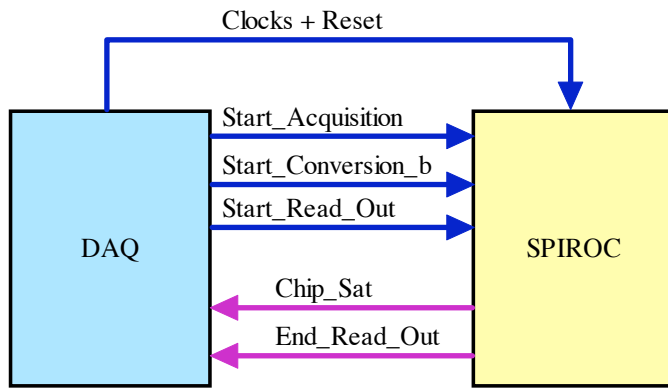 Clocks + Reset
Start_Acquisition
Start_Conversion_b
Start_Read_Out
DAQ
SPIROC
Chip_Sat
End_Read_Out